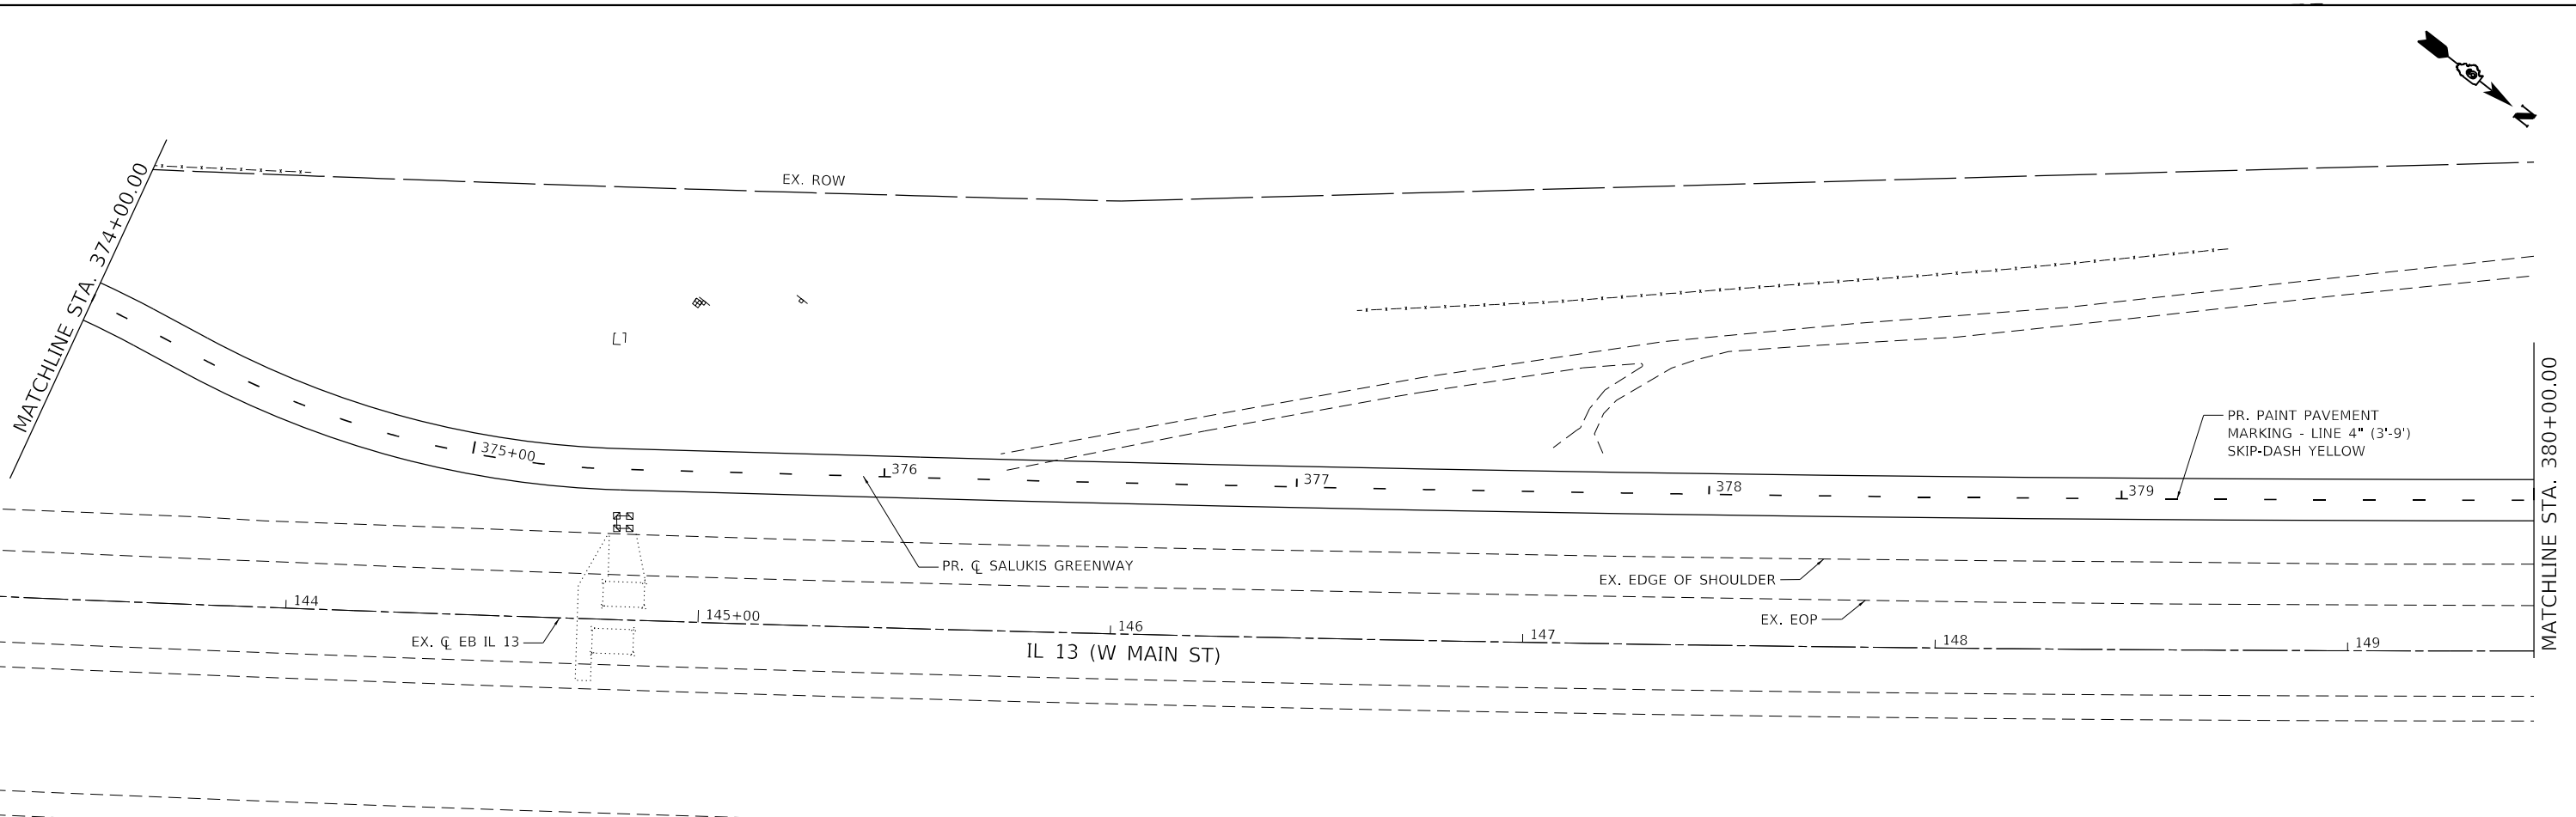 N
EX. ROW
MATCHLINE STA. 374+00.00
375+00
376
377
378
379
PR. PAINT PAVEMENT
MARKING - LINE 4" (3'-9')
SKIP-DASH YELLOW
MATCHLINE STA. 380+00.00
PR. ℄ SALUKIS GREENWAY
EX. EDGE OF SHOULDER
EX. EOP
144
145+00
146
147
148
149
EX. ℄ EB IL 13
IL 13 (W MAIN ST)